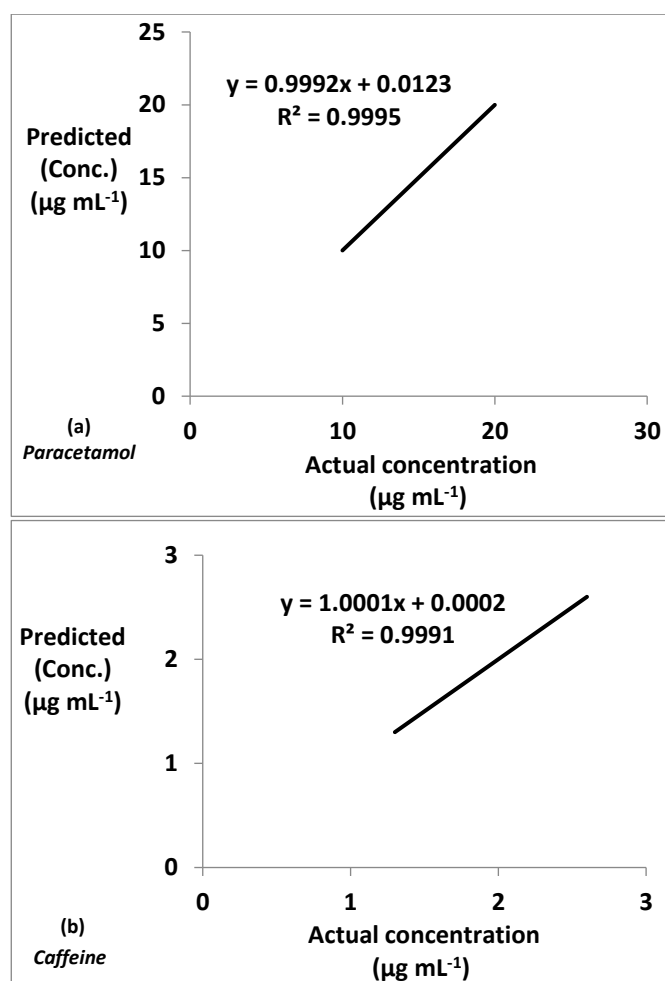 25
y = 0.9992x + 0.0123
20
R² = 0.9995
Predicted
(Conc.)
15
(µg mL⁻¹)
10
5
0
(a)
0 10 20 30
Paracetamol
Actual concentration
(µg mL⁻¹)
3
y = 1.0001x + 0.0002
Predicted
R² = 0.9991
(Conc.)
2
(µg mL⁻¹)
1
0
0 1 2 3
(b)
Actual concentration
Caffeine
(µg mL⁻¹)